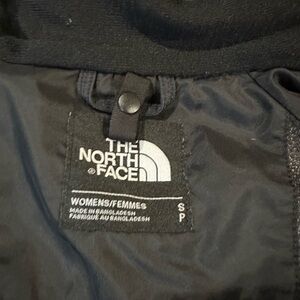 THE
NORTH
® FACE
WOMENS/FEMMES
MADE IN BANGLADESH
FABRIQUÉ AU BANGLADESH
S
P